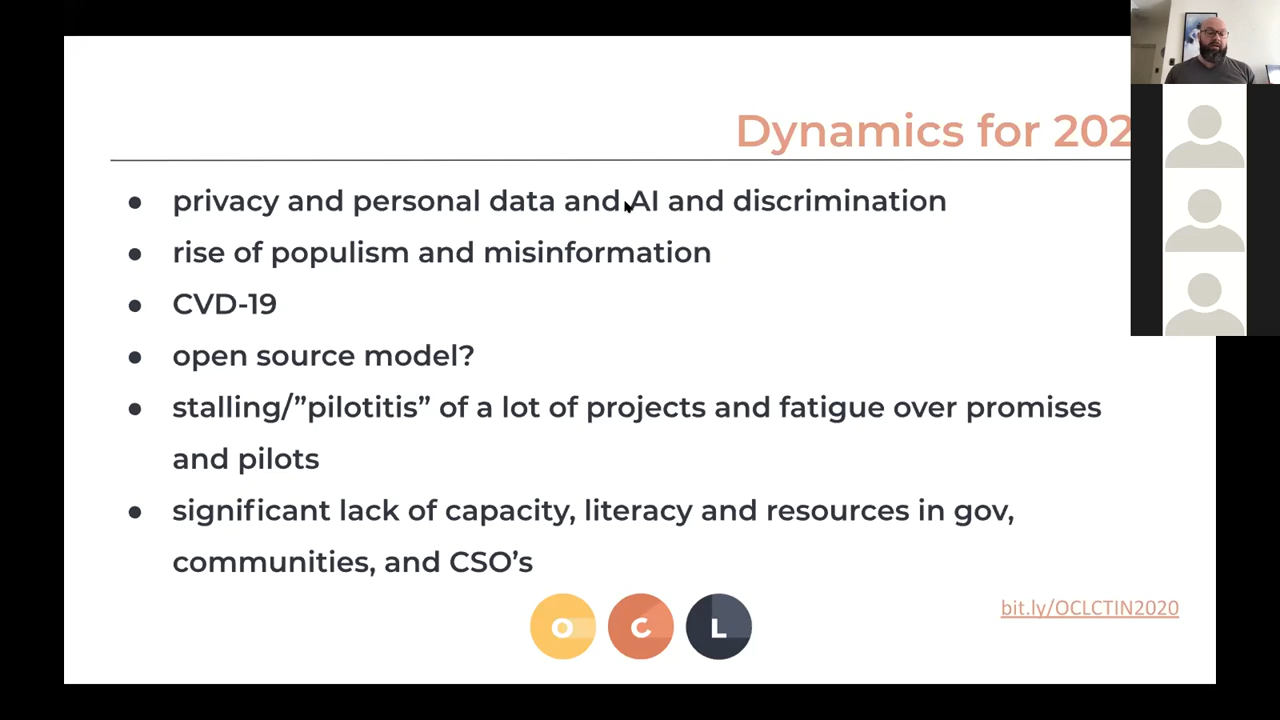 Dynamics for 202
● privacy and personal data and AI and discrimination
● rise of populism and misinformation
● CVD-19
● open source model?
● stalling/”pilotitis” of a lot of projects and fatigue over promises
and pilots
● significant lack of capacity, literacy and resources in gov,
communities, and CSO’s
bit.ly/OCLCTIN2020
O C L